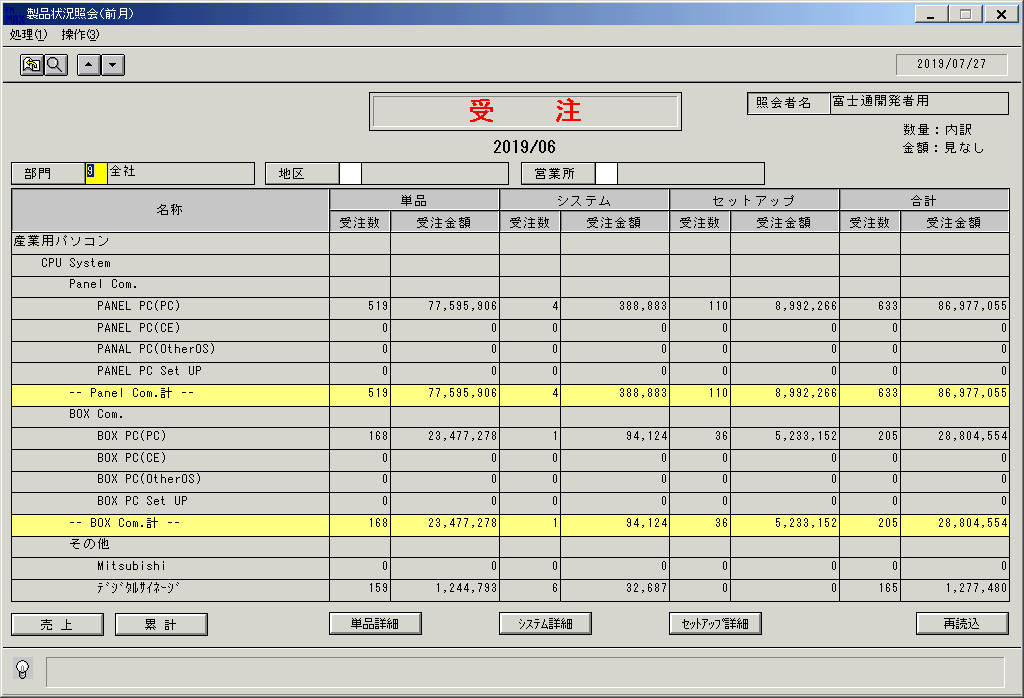 製品状況照会(前月)
処理(1) 操作(3)
2019/07/27
受 注
照会者名 富士通開発者用
2019/06
数量：内訳
金額：見なし
部門 9 全社 地区 営業所
名称 単品 システム セットアップ 合計
受注数 受注金額 受注数 受注金額 受注数 受注金額 受注数 受注金額
産業用パソコン
CPU System
Panel Com.
PANEL PC(PC) 519 77,595,906 4 388,883 110 8,992,266 633 86,977,055
PANEL PC(CE) 0 0 0 0 0 0 0 0
PANAL PC(OtherOS) 0 0 0 0 0 0 0 0
PANEL PC Set UP 0 0 0 0 0 0 0 0
-- Panel Com.計 -- 519 77,595,906 4 388,883 110 8,992,266 633 86,977,055
BOX Com.
BOX PC(PC) 168 23,477,278 1 94,124 36 5,233,152 205 28,804,554
BOX PC(CE) 0 0 0 0 0 0 0 0
BOX PC(OtherOS) 0 0 0 0 0 0 0 0
BOX PC Set UP 0 0 0 0 0 0 0 0
-- BOX Com.計 -- 168 23,477,278 1 94,124 36 5,233,152 205 28,804,554
その他
Mitsubishi 0 0 0 0 0 0 0 0
ﾃﾞｼﾞﾀﾙｻｲﾈｰｼﾞ 159 1,244,793 6 32,687 0 0 165 1,277,480
売 上 累 計 単品詳細 ｼｽﾃﾑ詳細 ｾｯﾄｱｯﾌﾟ詳細 再読込